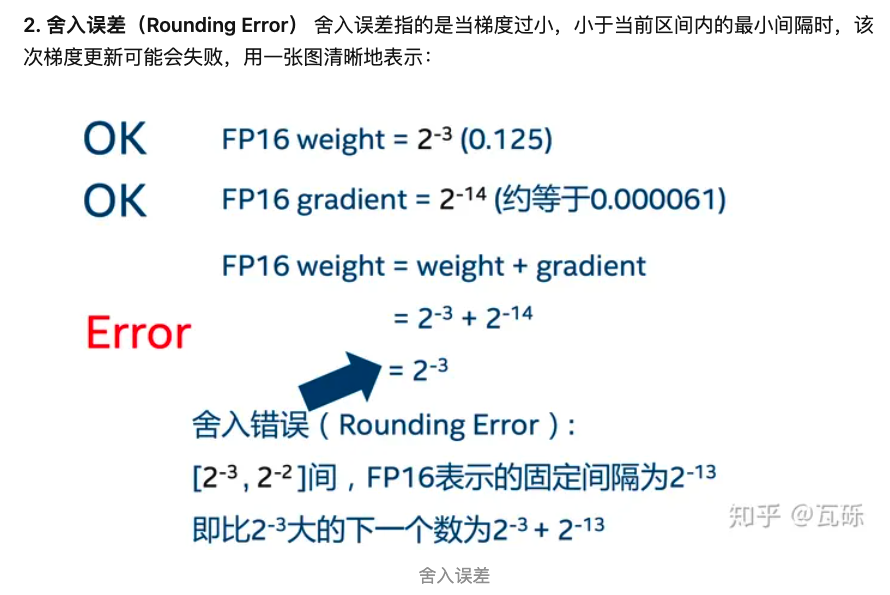 2. 舍入误差（Rounding Error） 舍入误差指的是当梯度过小，小于当前区间内的最小间隔时，该
次梯度更新可能会失败，用一张图清晰地表示：
OK FP16 weight = 2⁻³ (0.125)
OK FP16 gradient = 2⁻¹⁴ (约等于0.000061)
FP16 weight = weight + gradient
= 2⁻³ + 2⁻¹⁴
Error
= 2⁻³
舍入错误（Rounding Error）:
[2⁻³, 2⁻²]间，FP16表示的固定间隔为2⁻¹³
即比2⁻³大的下一个数为2⁻³ + 2⁻¹³
知乎 @瓦砾
舍入误差